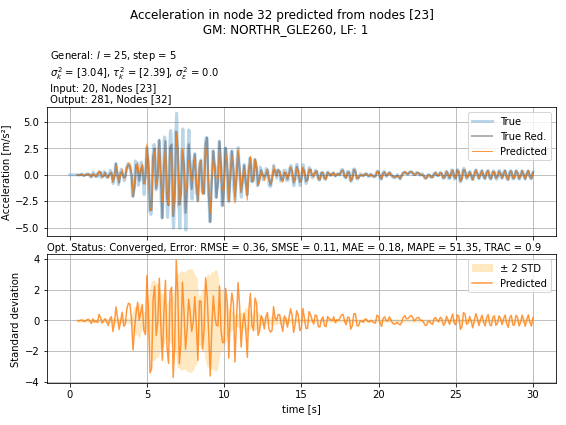 Acceleration in node 32 predicted from nodes [23]
GM: NORTHR_GLE260, LF: 1
General: l = 25, step = 5
σ²ₖ = [3.04], τ²ₖ = [2.39], σ²ε = 0.0
Input: 20, Nodes [23]
Output: 281, Nodes [32]
Acceleration [m/s²]
5.0
2.5
0.0
−2.5
−5.0
True
True Red.
Predicted
Opt. Status: Converged, Error: RMSE = 0.36, SMSE = 0.11, MAE = 0.18, MAPE = 51.35, TRAC = 0.9
Standard deviation
4
2
0
−2
−4
± 2 STD
Predicted
0 5 10 15 20 25 30
time [s]